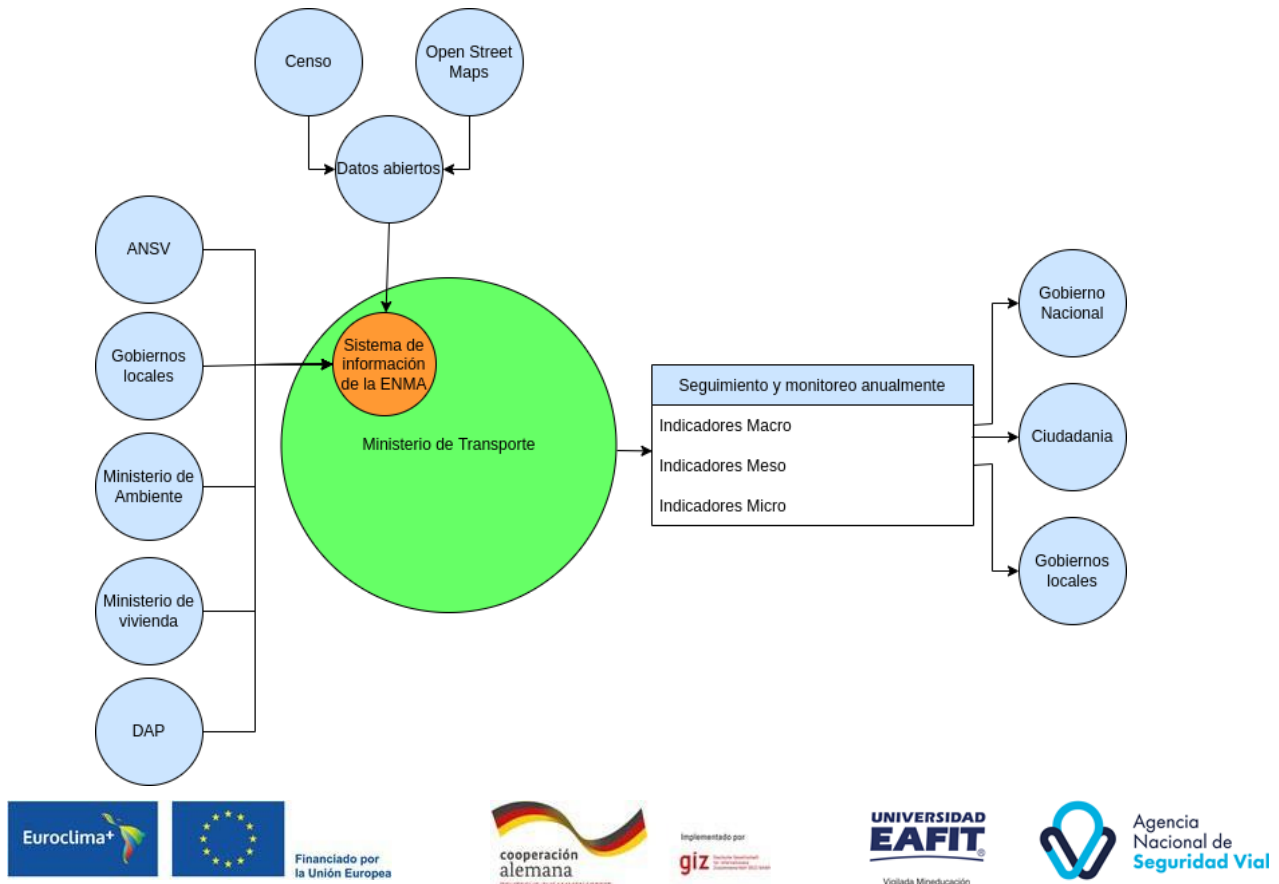 Censo
Open Street
Maps
Datos abiertos
ANSV
Gobiernos
locales
Ministerio de
Ambiente
Ministerio de
vivienda
DAP
Sistema de
información
de la ENMA
Ministerio de Transporte
Seguimiento y monitoreo anualmente
Indicadores Macro
Indicadores Meso
Indicadores Micro
Gobierno
Nacional
Ciudadania
Gobiernos
locales
Euroclima+
Financiado por
la Unión Europea
cooperación
alemana
Implementado por
giz
UNIVERSIDAD
EAFIT
Vigilada Mineducación
Agencia
Nacional de
Seguridad Vial